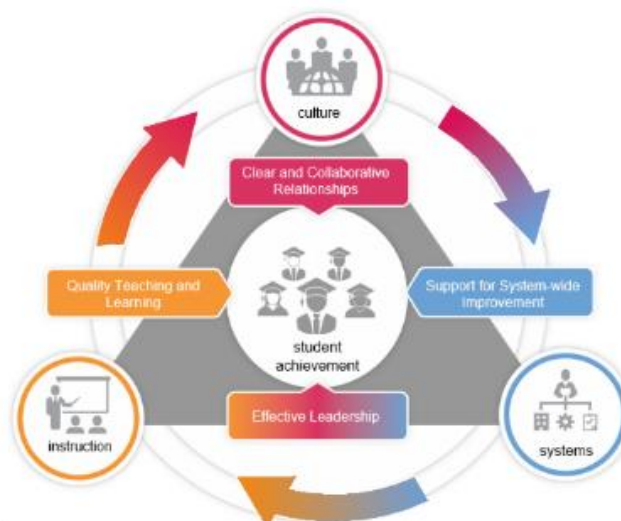 culture
Clear and Collaborative
Relationships
Quality Teaching and
Learning
Support for System-wide
Improvement
student
achievement
Effective Leadership
instruction
systems